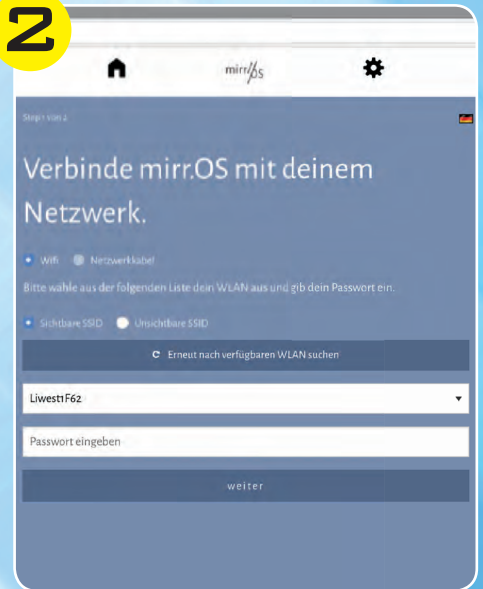 2
mirr/OS
Step 1 von 2
Verbinde mirr.OS mit deinem
Netzwerk.
Wifi Netzwerkkabel
Bitte wähle aus der folgenden Liste dein WLAN aus und gib dein Passwort ein.
Sichtbare SSID Unsichtbare SSID
Erneut nach verfügbaren WLAN suchen
Liwest1F62
Passwort eingeben
weiter